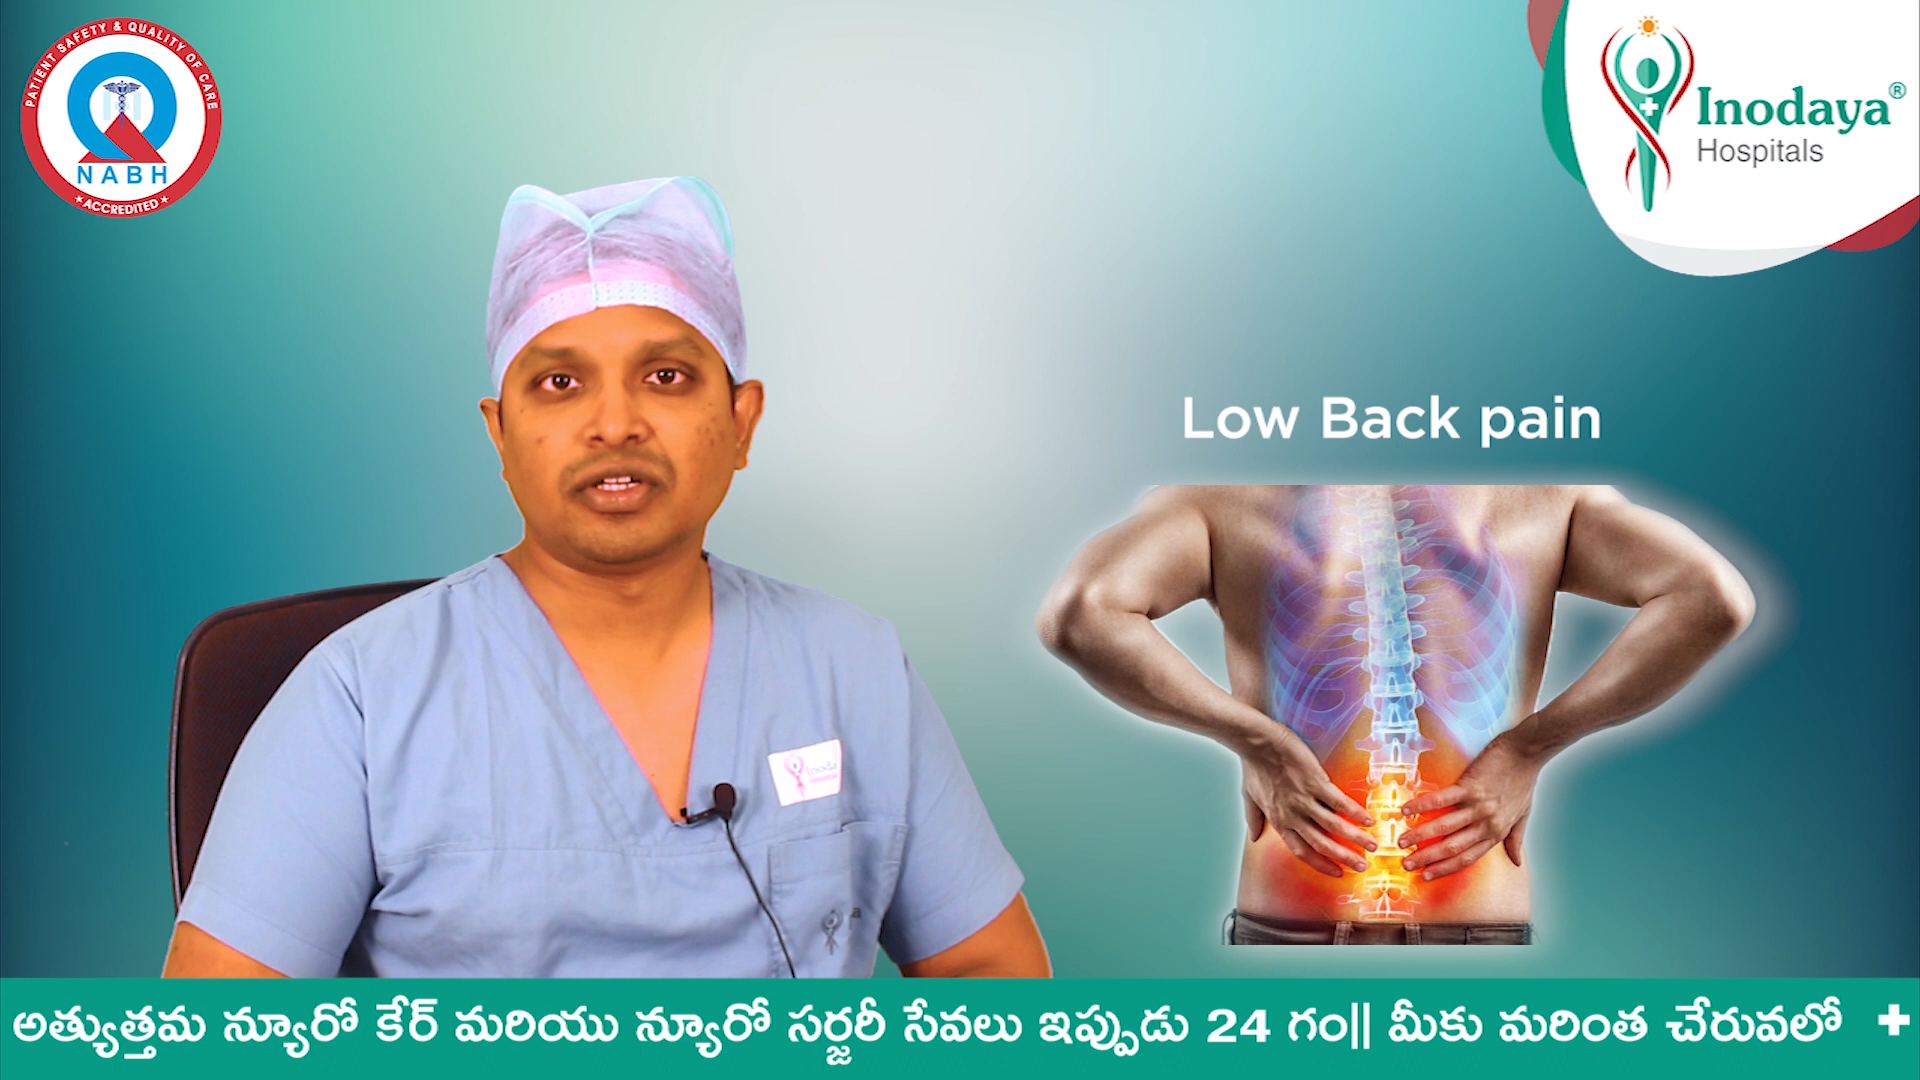 PATIENT SAFETY & QUALITY OF CARE
NABH
ACCREDITED
Inodaya®
Hospitals
Low Back pain
Inoda
అత్యుత్తమ న్యూరో కేర్ మరియు న్యూరో సర్జరీ సేవలు ఇప్పుడు 24 గం|| మీకు మరింత చేరువలో +